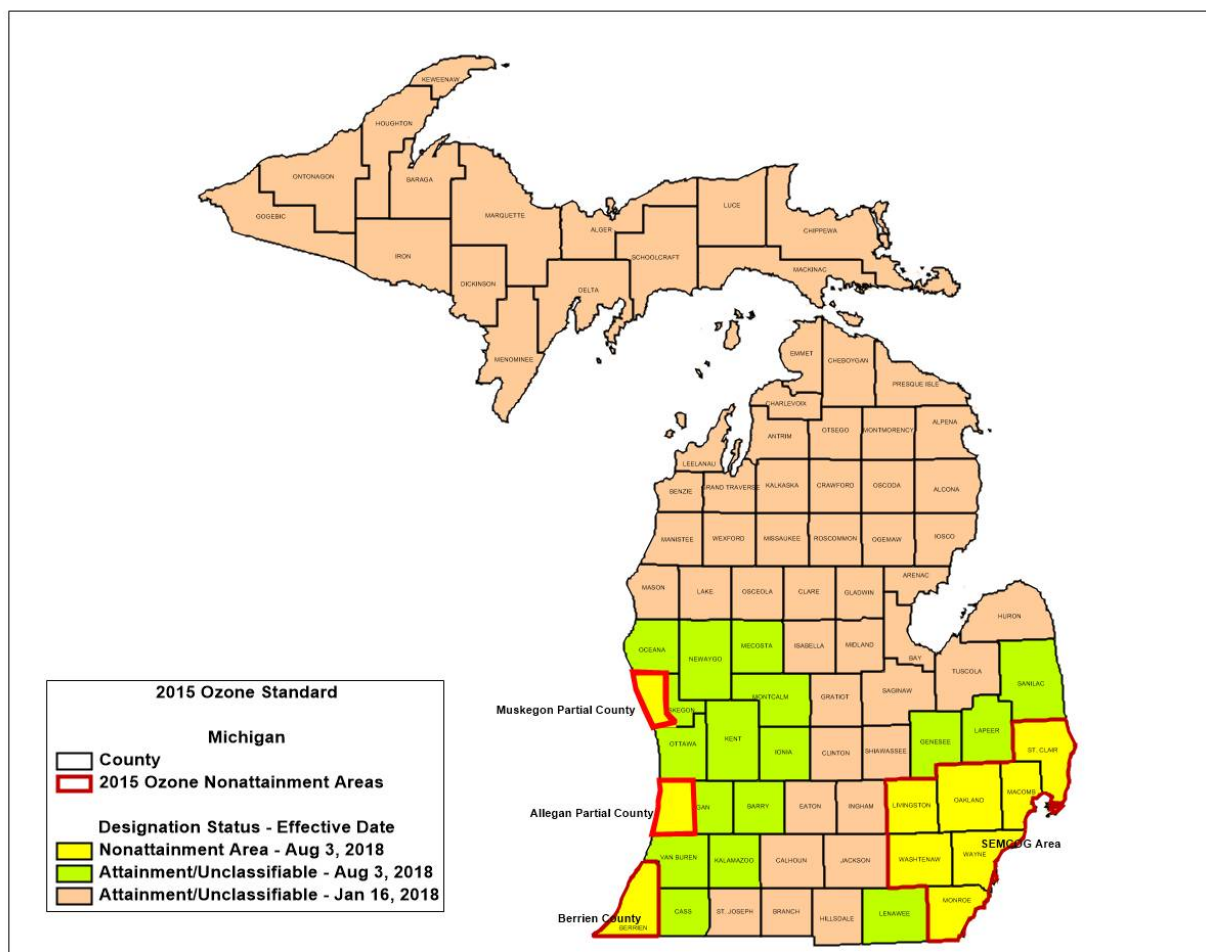 KEWEENAW
HOUGHTON
ONTONAGON
BARAGA
GOGEBIC
MARQUETTE
LUCE
ALGER
CHIPPEWA
IRON
SCHOOLCRAFT
MACKINAC
DICKINSON
DELTA
MENOMINEE
EMMET
CHEBOYGAN
PRESQUE ISLE
CHARLEVOIX
ANTRIM
OTSEGO
MONTMORENCY
ALPENA
LEELANAU
BENZIE
GRAND TRAVERSE
KALKASKA
CRAWFORD
OSCODA
ALCONA
MANISTEE
WEXFORD
MISSAUKEE
ROSCOMMON
OGEMAW
IOSCO
ARENAC
MASON
LAKE
OSCEOLA
CLARE
GLADWIN
HURON
OCEANA
NEWAYGO
MECOSTA
ISABELLA
MIDLAND
BAY
TUSCOLA
SANILAC
Muskegon Partial County
SKEGON
MONTCALM
GRATIOT
SAGINAW
OTTAWA
KENT
IONIA
CLINTON
SHIAWASSEE
GENESEE
LAPEER
ST. CLAIR
Allegan Partial County
GAN
BARRY
EATON
INGHAM
LIVINGSTON
OAKLAND
MACOMB
SEMCOG Area
VAN BUREN
KALAMAZOO
CALHOUN
JACKSON
WASHTENAW
WAYNE
Berrien County
BERRIEN
CASS
ST. JOSEPH
BRANCH
HILLSDALE
LENAWEE
MONROE
2015 Ozone Standard
Michigan
County
2015 Ozone Nonattainment Areas
Designation Status - Effective Date
Nonattainment Area - Aug 3, 2018
Attainment/Unclassifiable - Aug 3, 2018
Attainment/Unclassifiable - Jan 16, 2018